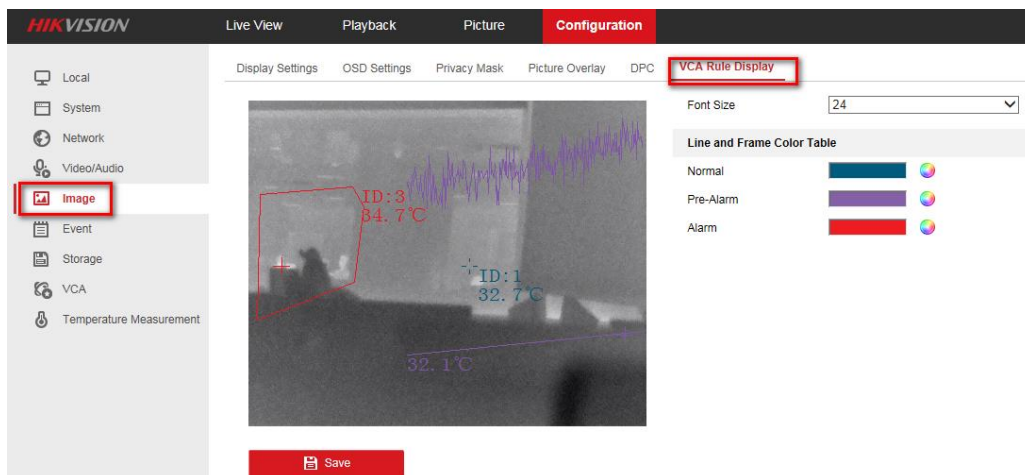 HIKVISION
Live View Playback Picture Configuration
Local
System
Network
Video/Audio
Image
Event
Storage
VCA
Temperature Measurement
Display Settings OSD Settings Privacy Mask Picture Overlay DPC VCA Rule Display
ID:3
34.7℃
ID:1
32.7℃
32.1℃
Font Size 24
Line and Frame Color Table
Normal
Pre-Alarm
Alarm
Save